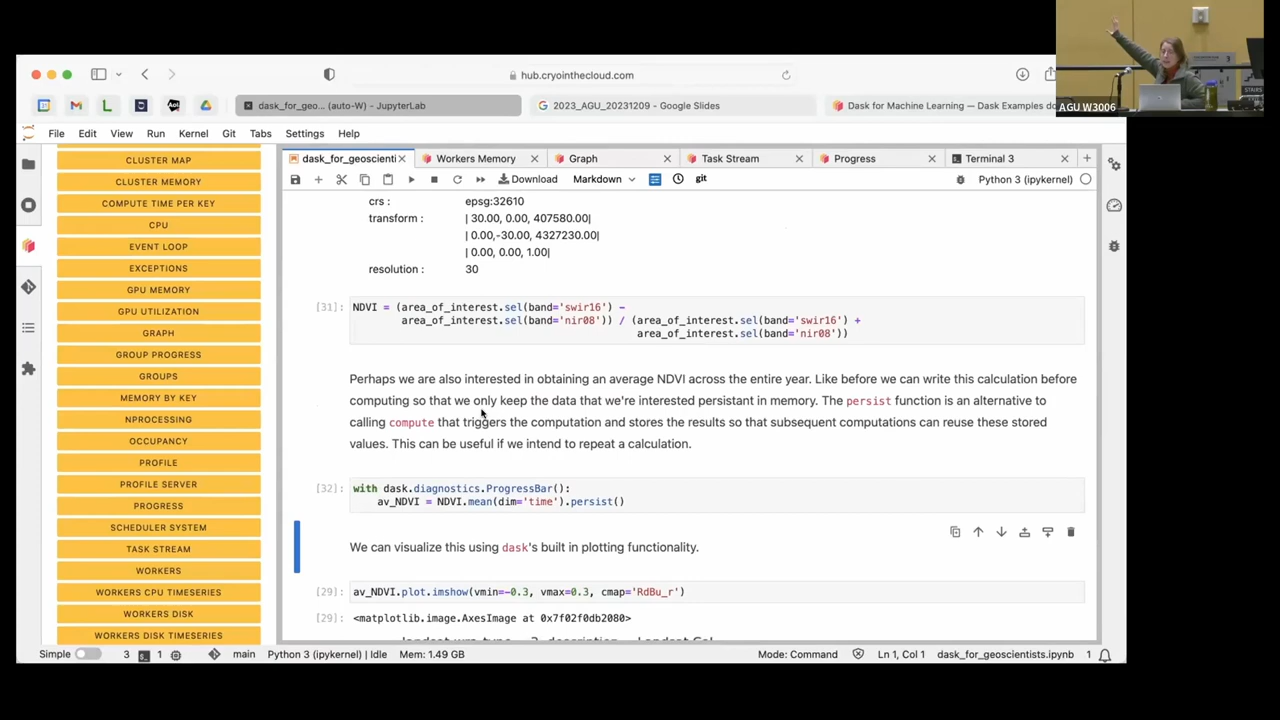 hub.cryointhecloud.com
dask_for_geo... (auto-W) - JupyterLab
2023_AGU_20231209 - Google Slides
Dask for Machine Learning — Dask Examples do
AGU W3006
File Edit View Run Kernel Git Tabs Settings Help
CLUSTER MAP
CLUSTER MEMORY
COMPUTE TIME PER KEY
CPU
EVENT LOOP
EXCEPTIONS
GPU MEMORY
GPU UTILIZATION
GRAPH
GROUP PROGRESS
GROUPS
MEMORY BY KEY
NPROCESSING
OCCUPANCY
PROFILE
PROFILE SERVER
PROGRESS
SCHEDULER SYSTEM
TASK STREAM
WORKERS
WORKERS CPU TIMESERIES
WORKERS DISK
WORKERS DISK TIMESERIES
dask_for_geoscienti Workers Memory Graph Task Stream Progress Terminal 3
Download Markdown git Python 3 (ipykernel)
crs : epsg:32610
transform : | 30.00, 0.00, 407580.00|
| 0.00,-30.00, 4327230.00|
| 0.00, 0.00, 1.00|
resolution : 30
[31]: NDVI = (area_of_interest.sel(band='swir16') -
area_of_interest.sel(band='nir08')) / (area_of_interest.sel(band='swir16') +
area_of_interest.sel(band='nir08'))
Perhaps we are also interested in obtaining an average NDVI across the entire year. Like before we can write this calculation before
computing so that we only keep the data that we're interested persistant in memory. The persist function is an alternative to
calling compute that triggers the computation and stores the results so that subsequent computations can reuse these stored
values. This can be useful if we intend to repeat a calculation.
[32]: with dask.diagnostics.ProgressBar():
av_NDVI = NDVI.mean(dim='time').persist()
We can visualize this using dask's built in plotting functionality.
[29]: av_NDVI.plot.imshow(vmin=-0.3, vmax=0.3, cmap='RdBu_r')
[29]: <matplotlib.image.AxesImage at 0x7f02f0db2080>
Simple 3 1 main Python 3 (ipykernel) | Idle Mem: 1.49 GB Mode: Command Ln 1, Col 1 dask_for_geoscientists.ipynb 1